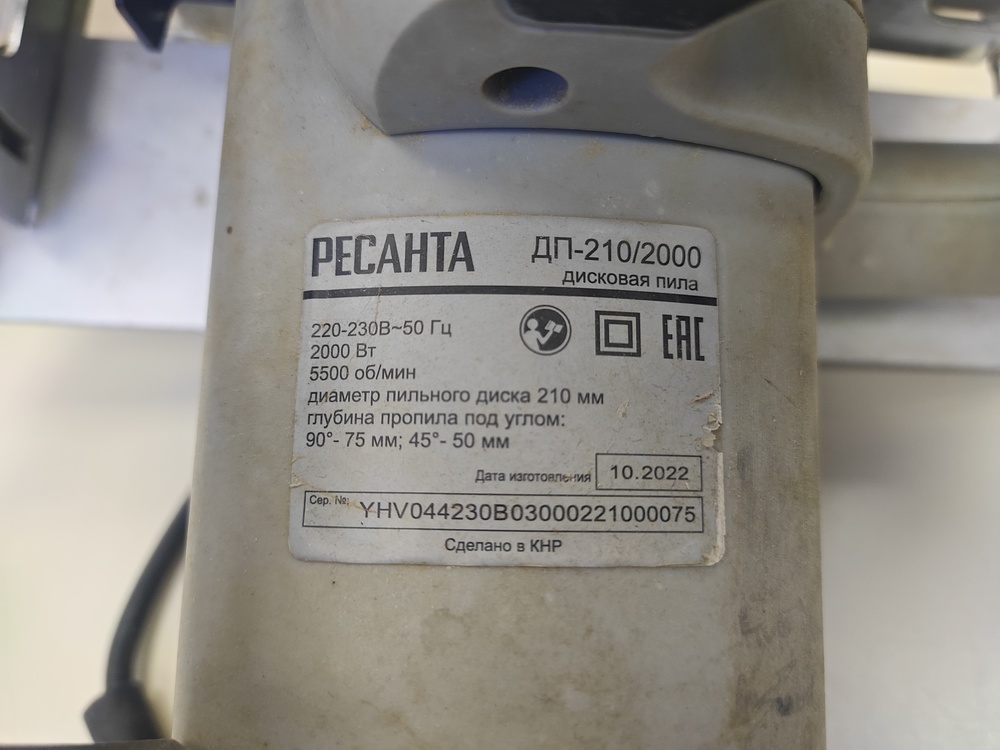 РЕСАНТА
ДП-210/2000
дисковая пила
220-230В~50 Гц
2000 Вт
5500 об/мин
диаметр пильного диска 210 мм
глубина пропила под углом:
90°- 75 мм; 45°- 50 мм
EAC
Дата изготовления 10.2022
Сер. №: YHV044230B03000221000075
Сделано в КНР